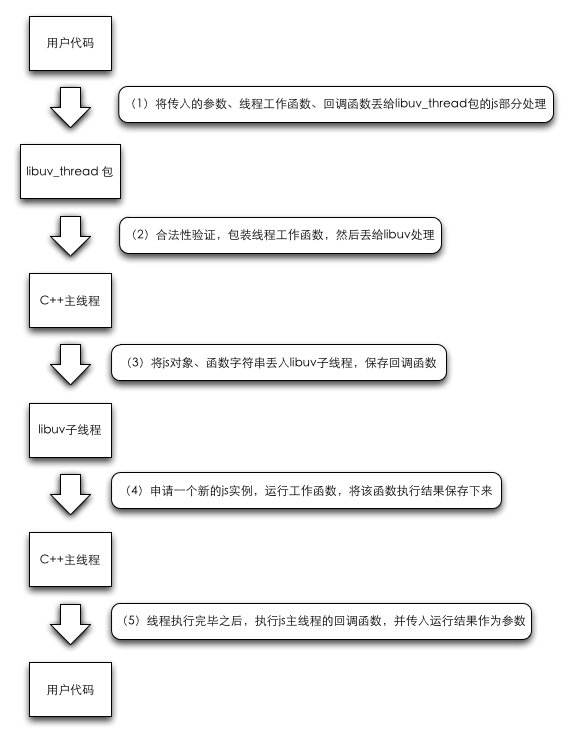 用户代码
（1）将传入的参数、线程工作函数、回调函数丢给libuv_thread包的js部分处理
libuv_thread 包
（2）合法性验证，包装线程工作函数，然后丢给libuv处理
C++主线程
（3）将js对象、函数字符串丢入libuv子线程，保存回调函数
libuv子线程
（4）申请一个新的js实例，运行工作函数，将该函数执行结果保存下来
C++主线程
（5）线程执行完毕之后，执行js主线程的回调函数，并传入运行结果作为参数
用户代码